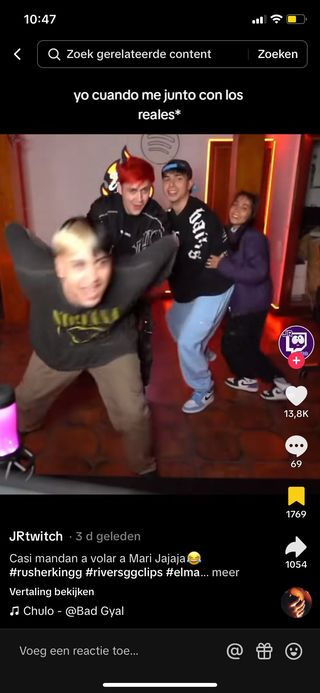 10:47
Zoek gerelateerde content
Zoeken
yo cuando me junto con los
reales*
13,8K
69
1769
1054
JRtwitch · 3 d geleden
Casi mandan a volar a Mari Jajaja😂
#rusherkingg #riversggclips #elma... meer
Vertaling bekijken
Chulo - @Bad Gyal
Voeg een reactie toe...